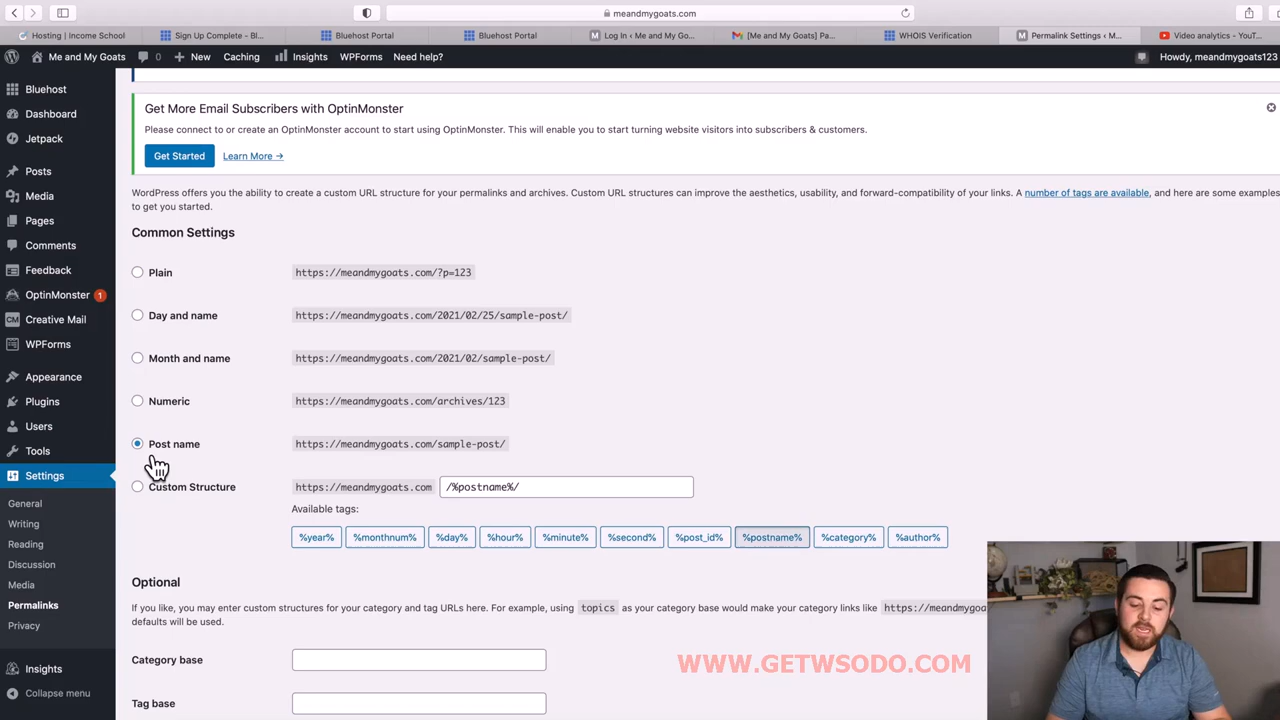 meandmygoats.com
Hosting | Income School
Sign Up Complete - Bl...
Bluehost Portal
Bluehost Portal
Log In ‹ Me and My Go...
[Me and My Goats] Pa...
WHOIS Verification
Permalink Settings ‹ M...
Video analytics - YouT...
Me and My Goats
0
New
Caching
Insights
WPForms
Need help?
Howdy, meandmygoats123
Bluehost
Dashboard
Jetpack
Posts
Media
Pages
Comments
Feedback
OptinMonster 1
CM Creative Mail
WPForms
Appearance
Plugins
Users
Tools
Settings
General
Writing
Reading
Discussion
Media
Permalinks
Privacy
Insights
Collapse menu
Get More Email Subscribers with OptinMonster
Please connect to or create an OptinMonster account to start using OptinMonster. This will enable you to start turning website visitors into subscribers & customers.
Get Started
Learn More →
WordPress offers you the ability to create a custom URL structure for your permalinks and archives. Custom URL structures can improve the aesthetics, usability, and forward-compatibility of your links. A number of tags are available, and here are some examples
to get you started.
Common Settings
Plain https://meandmygoats.com/?p=123
Day and name https://meandmygoats.com/2021/02/25/sample-post/
Month and name https://meandmygoats.com/2021/02/sample-post/
Numeric https://meandmygoats.com/archives/123
Post name https://meandmygoats.com/sample-post/
Custom Structure https://meandmygoats.com /%postname%/
Available tags:
%year% %monthnum% %day% %hour% %minute% %second% %post_id% %postname% %category% %author%
Optional
If you like, you may enter custom structures for your category and tag URLs here. For example, using topics as your category base would make your category links like https://meandmygoa
defaults will be used.
Category base
WWW.GETWSODO.COM
Tag base